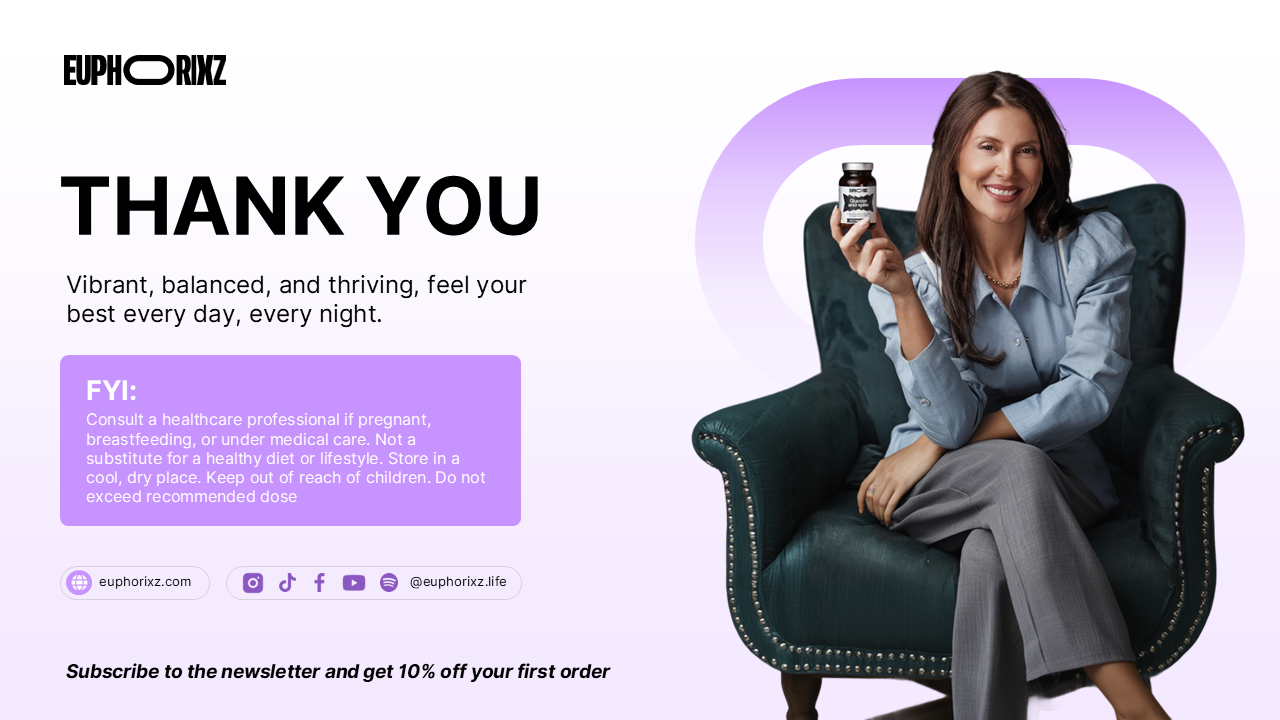 EUPHORIXZ
THANK YOU
Vibrant, balanced, and thriving, feel your
best every day, every night.
FYI:
Consult a healthcare professional if pregnant,
breastfeeding, or under medical care. Not a
substitute for a healthy diet or lifestyle. Store in a
cool, dry place. Keep out of reach of children. Do not
exceed recommended dose
euphorixz.com
@euphorixz.life
Subscribe to the newsletter and get 10% off your first order
Glucose
anti-spike